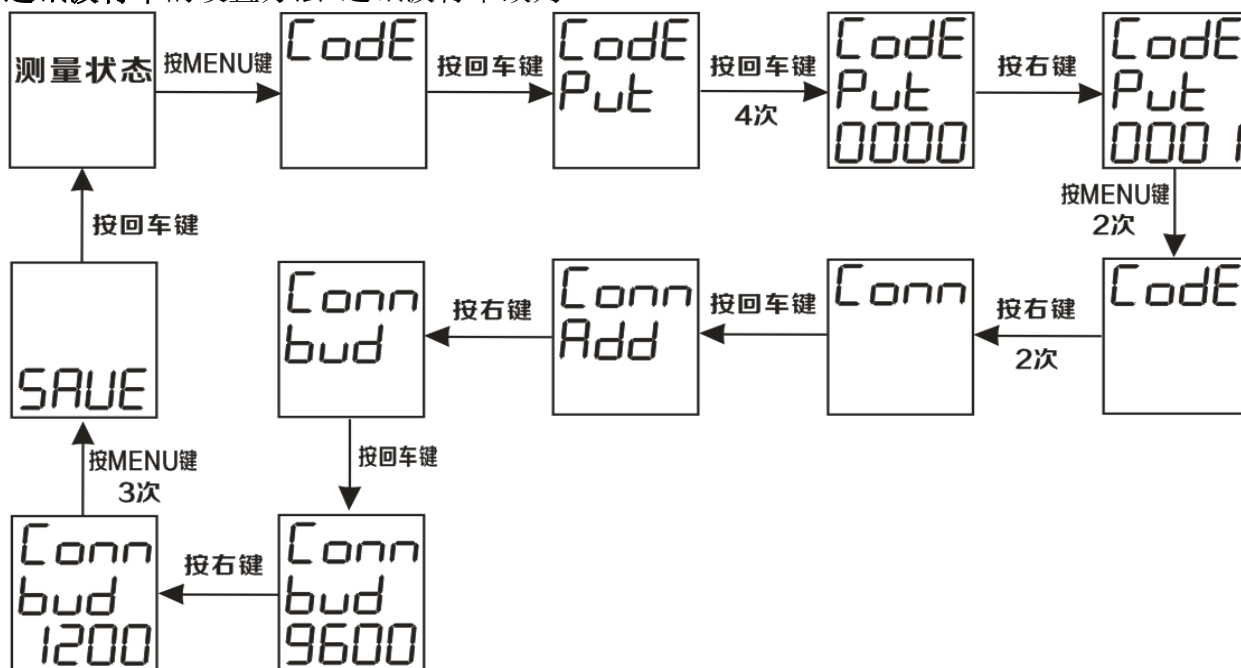 测量状态
按MENU键
CodE
按回车键
CodE
Put
按回车键
4次
CodE
Put
0000
按右键
CodE
Put
0001
按MENU键
2次
CodE
按右键
2次
Conn
按回车键
Conn
Add
按右键
Conn
bud
按回车键
Conn
bud
9600
按右键
Conn
bud
1200
按MENU键
3次
SAVE
按回车键